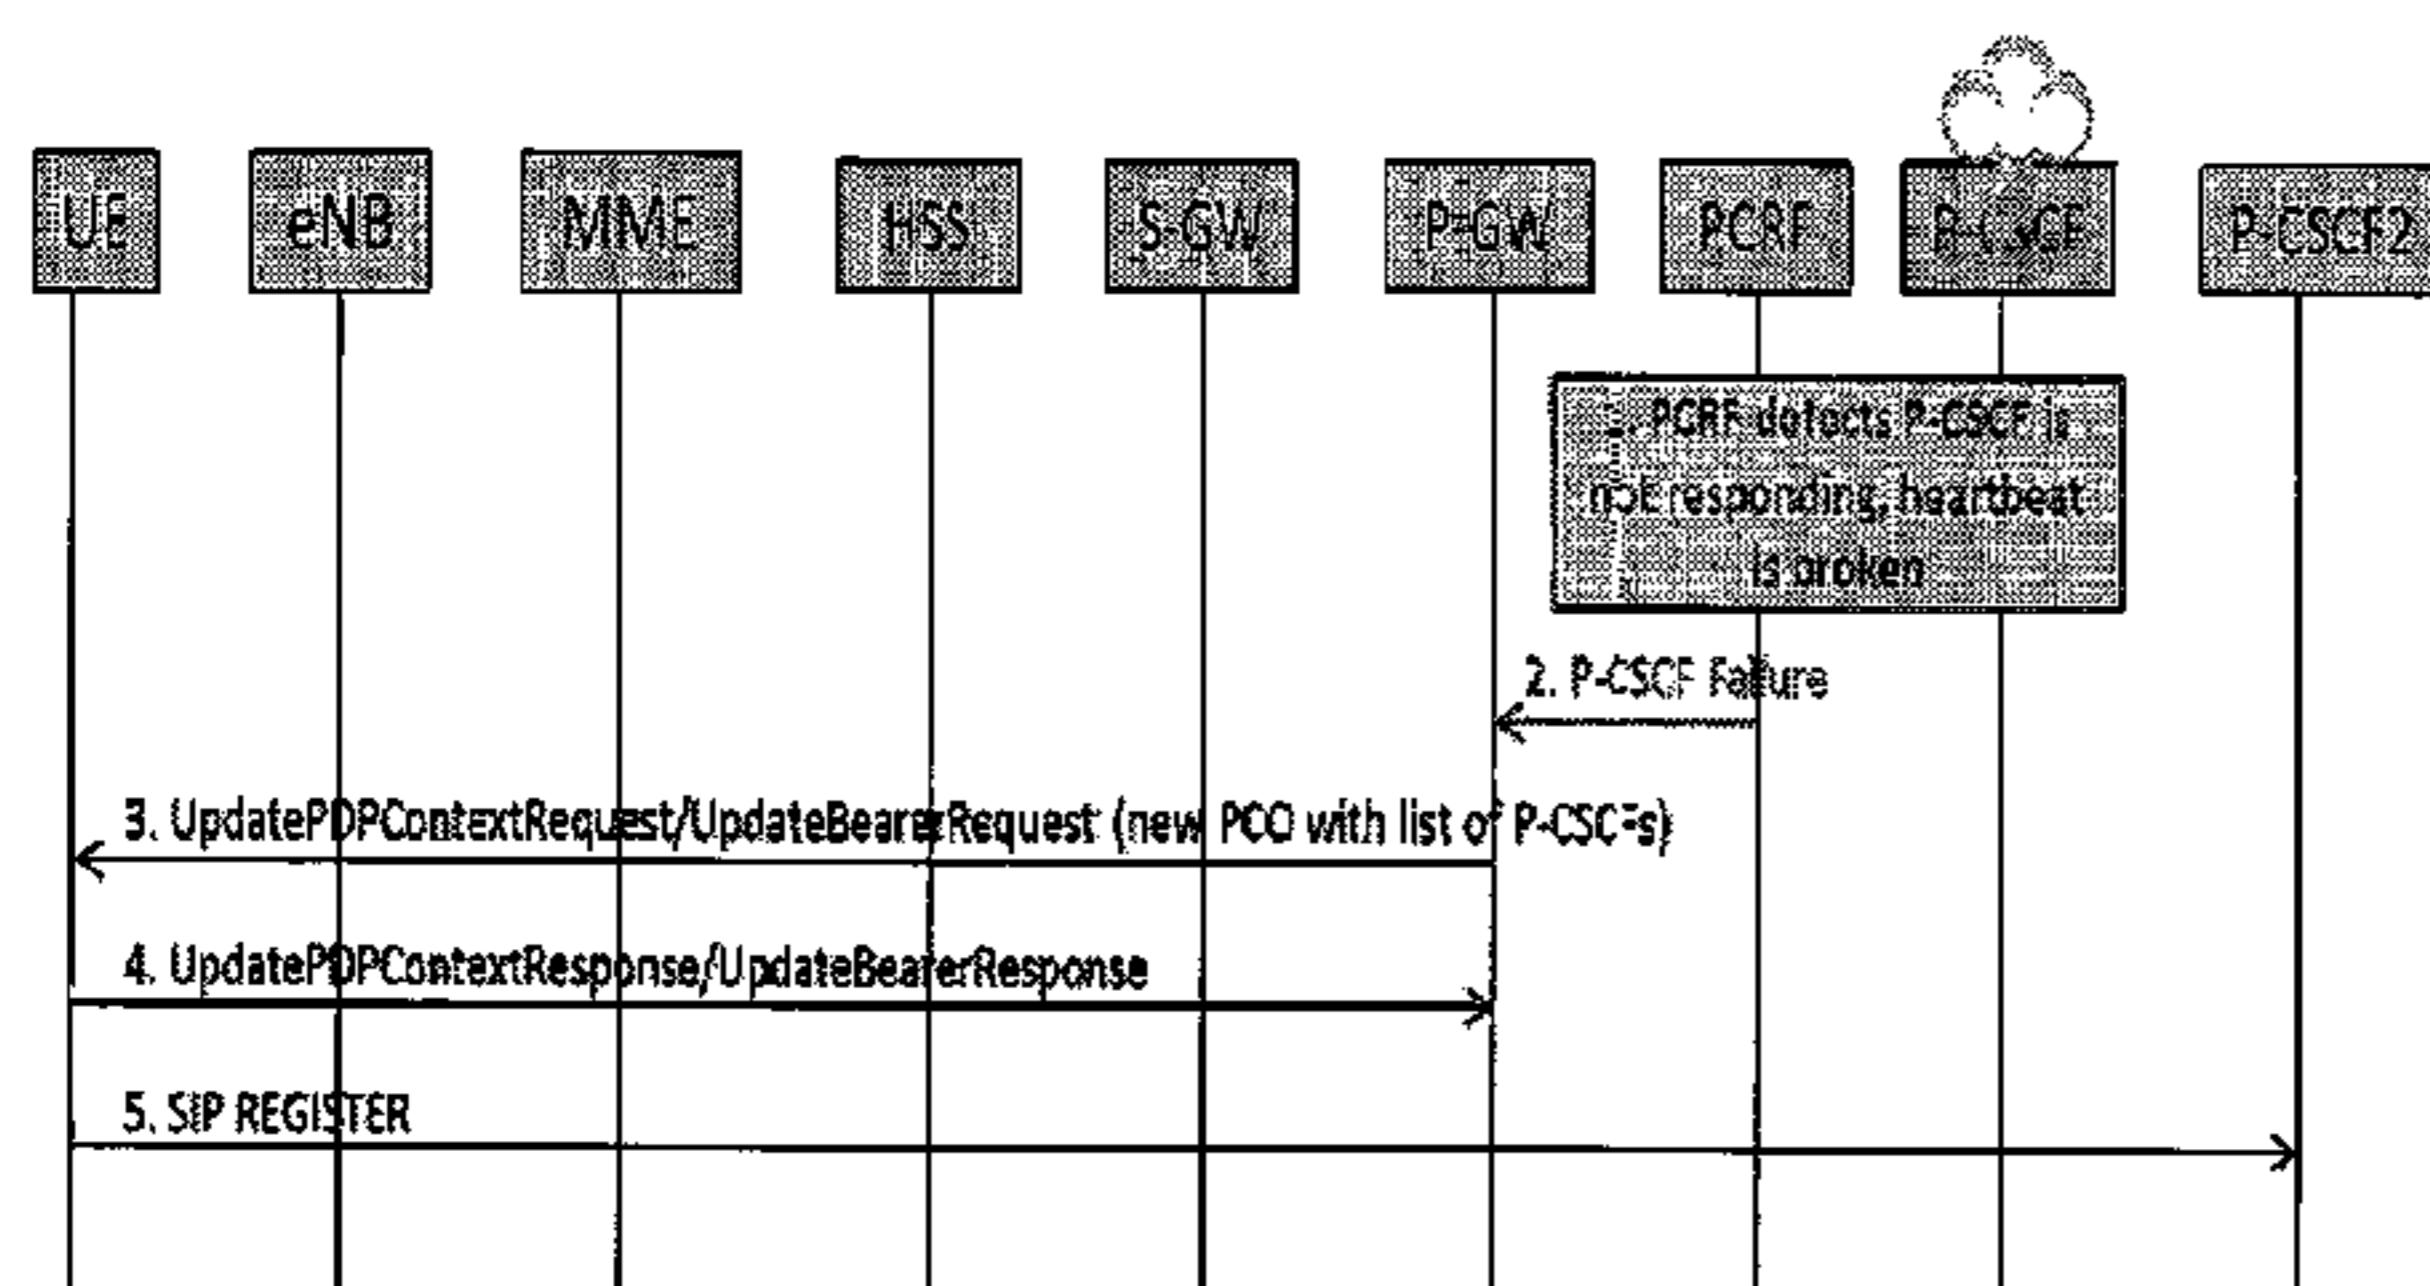 UE
eNB
MME
HSS
S-GW
P-GW
PCRF
P-CSCF
P-CSCF2
1. PCRF detects P-CSCF is
not responding, heartbeat
is broken
2. P-CSCF Failure
3. UpdatePDPContextRequest/UpdateBearerRequest (new PCO with list of P-CSCFs)
4. UpdatePDPContextResponse/UpdateBearerResponse
5. SIP REGISTER